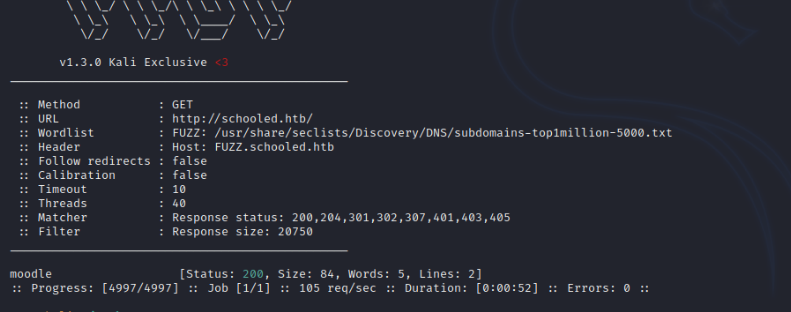 v1.3.0 Kali Exclusive <3
:: Method : GET
:: URL : http://schooled.htb/
:: Wordlist : FUZZ: /usr/share/seclists/Discovery/DNS/subdomains-top1million-5000.txt
:: Header : Host: FUZZ.schooled.htb
:: Follow redirects : false
:: Calibration : false
:: Timeout : 10
:: Threads : 40
:: Matcher : Response status: 200,204,301,302,307,401,403,405
:: Filter : Response size: 20750
moodle [Status: 200, Size: 84, Words: 5, Lines: 2]
:: Progress: [4997/4997] :: Job [1/1] :: 105 req/sec :: Duration: [0:00:52] :: Errors: 0 ::